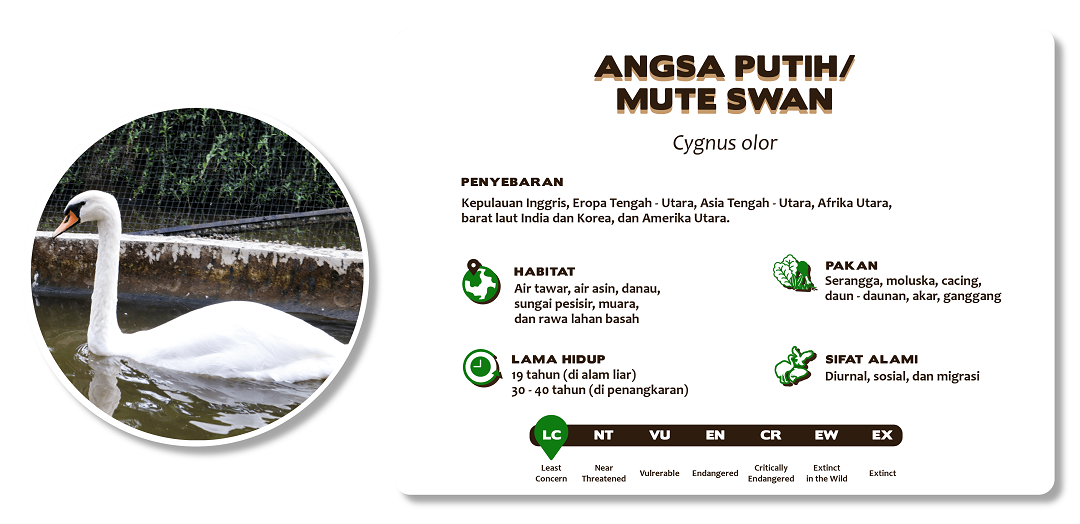 ANGSA PUTIH/
MUTE SWAN
Cygnus olor
PENYEBARAN
Kepulauan Inggris, Eropa Tengah - Utara, Asia Tengah - Utara, Afrika Utara,
barat laut India dan Korea, dan Amerika Utara.
HABITAT
Air tawar, air asin, danau,
sungai pesisir, muara,
dan rawa lahan basah
PAKAN
Serangga, moluska, cacing,
daun - daunan, akar, ganggang
LAMA HIDUP
19 tahun (di alam liar)
30 - 40 tahun (di penangkaran)
SIFAT ALAMI
Diurnal, sosial, dan migrasi
LC NT VU EN CR EW EX
Least
Concern
Near
Threatened
Vulrerable
Endangered
Critically
Endangered
Extinct
in the Wild
Extinct